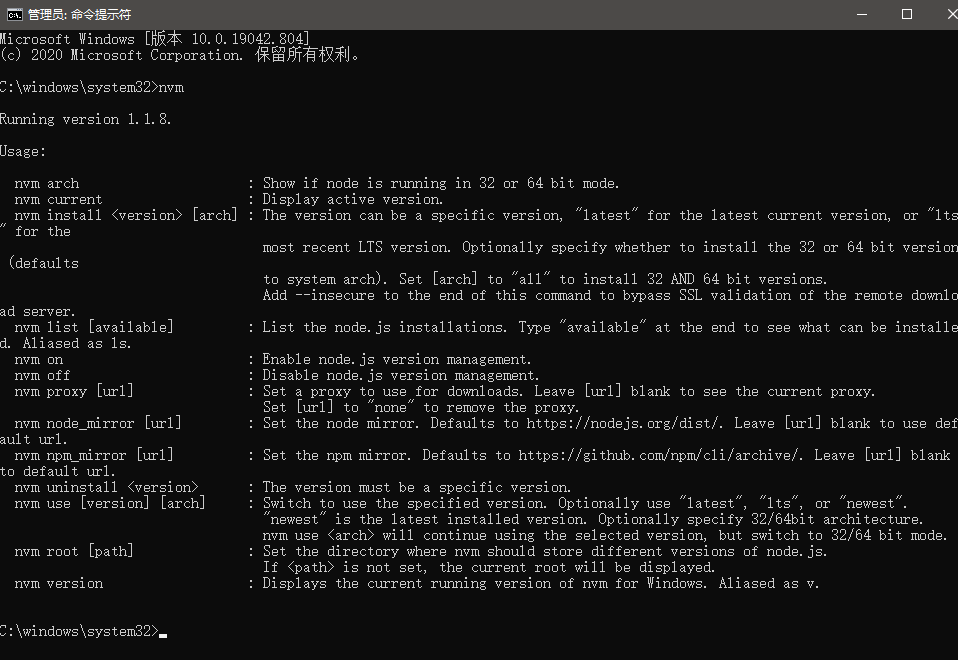 管理员: 命令提示符
Microsoft Windows [版本 10.0.19042.804]
(c) 2020 Microsoft Corporation. 保留所有权利。
C:\windows\system32>nvm
Running version 1.1.8.
Usage:
nvm arch : Show if node is running in 32 or 64 bit mode.
nvm current : Display active version.
nvm install <version> [arch] : The version can be a specific version, "latest" for the latest current version, or "lts
" for the
most recent LTS version. Optionally specify whether to install the 32 or 64 bit version
(defaults
to system arch). Set [arch] to "all" to install 32 AND 64 bit versions.
Add --insecure to the end of this command to bypass SSL validation of the remote downlo
ad server.
nvm list [available] : List the node.js installations. Type "available" at the end to see what can be installe
d. Aliased as ls.
nvm on : Enable node.js version management.
nvm off : Disable node.js version management.
nvm proxy [url] : Set a proxy to use for downloads. Leave [url] blank to see the current proxy.
Set [url] to "none" to remove the proxy.
nvm node_mirror [url] : Set the node mirror. Defaults to https://nodejs.org/dist/. Leave [url] blank to use def
ault url.
nvm npm_mirror [url] : Set the npm mirror. Defaults to https://github.com/npm/cli/archive/. Leave [url] blank
to default url.
nvm uninstall <version> : The version must be a specific version.
nvm use [version] [arch] : Switch to use the specified version. Optionally use "latest", "lts", or "newest".
"newest" is the latest installed version. Optionally specify 32/64bit architecture.
nvm use <arch> will continue using the selected version, but switch to 32/64 bit mode.
nvm root [path] : Set the directory where nvm should store different versions of node.js.
If <path> is not set, the current root will be displayed.
nvm version : Displays the current running version of nvm for Windows. Aliased as v.
C:\windows\system32>